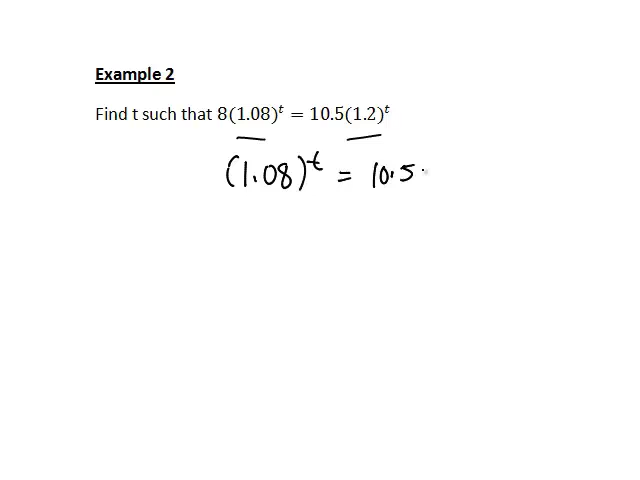 Example 2
Find t such that 8(1.08)^t = 10.5(1.2)^t
(1.08)^t = 10.5